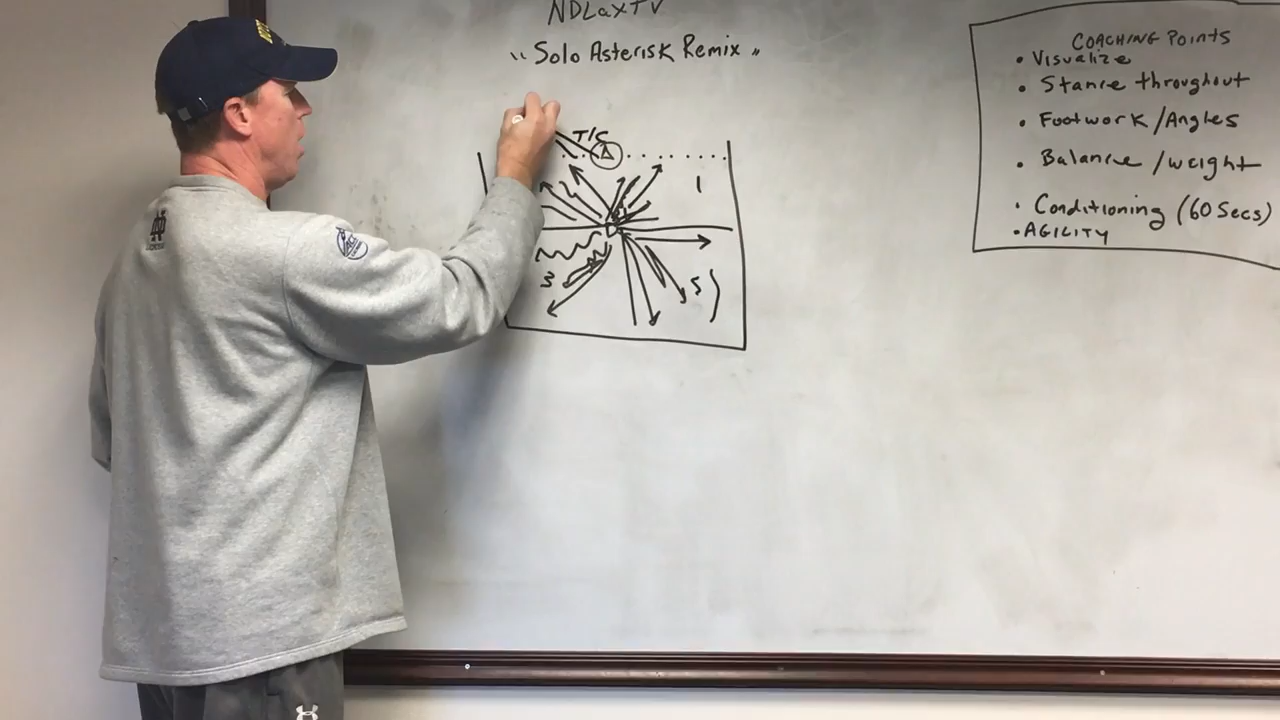 NDLaxTV
"Solo Asterisk Remix"
T/S
1
3
5
COACHING POINTS
• Visualize
• Stance throughout
• Footwork/Angles
• Balance/weight
• Conditioning (60 Secs)
• AGILITY